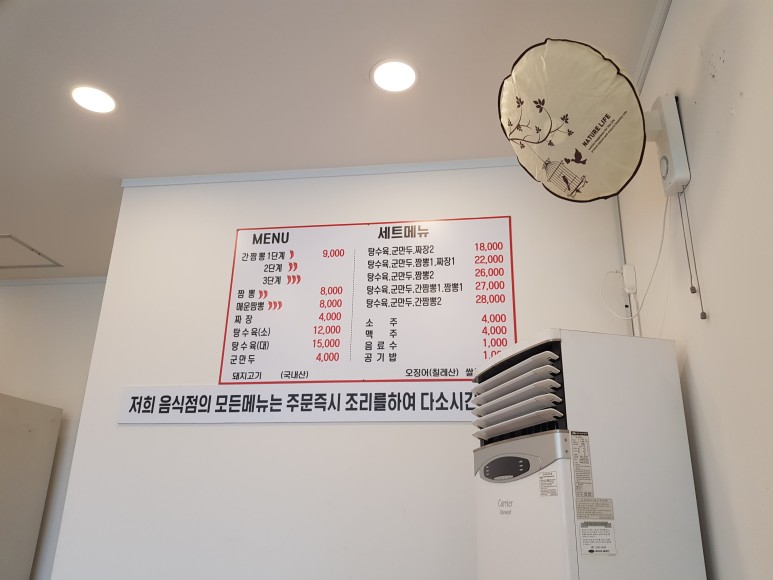 MENU
간짬뽕1단계 9,000
2단계
3단계
짬뽕 8,000
매운짬뽕 8,000
짜장 4,000
탕수육(소) 12,000
탕수육(대) 15,000
군만두 4,000
돼지고기 (국내산)
세트메뉴
탕수육,군만두,짜장2 18,000
탕수육,군만두,짬뽕1,짜장1 22,000
탕수육,군만두,짬뽕2 26,000
탕수육,군만두,간짬뽕1,짬뽕1 27,000
탕수육,군만두,간짬뽕2 28,000
소주 4,000
맥주 4,000
음료수 1,000
공기밥
오징어(칠레산) 쌀
저희 음식점의 모든메뉴는 주문즉시 조리를하여 다소시간
NATURE LIFE
Carrier